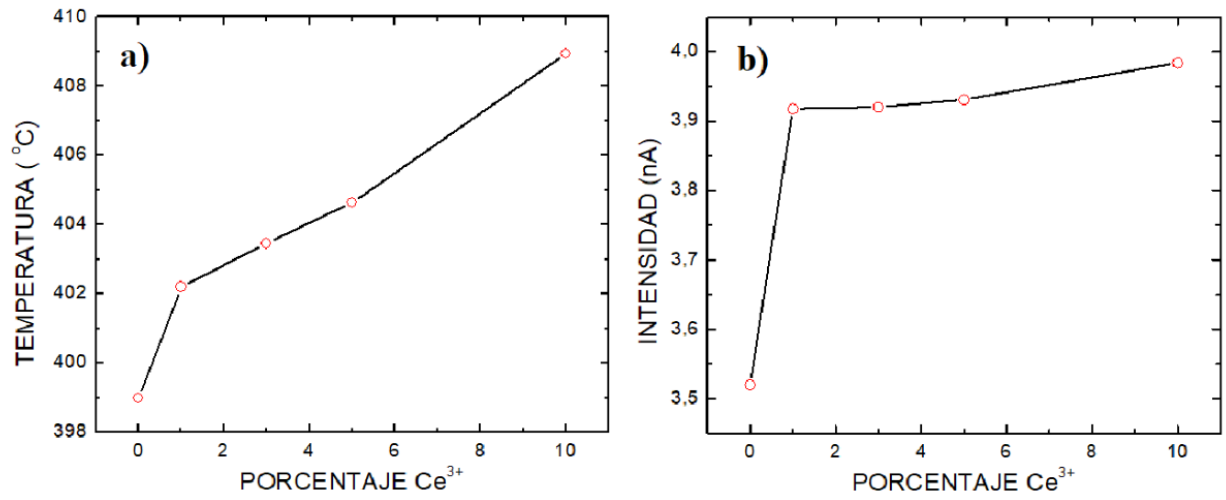 a)
TEMPERATURA ( °C)
410
408
406
404
402
400
398
0 2 4 6 8 10
PORCENTAJE Ce³⁺
b)
INTENSIDAD (nA)
4,0
3,9
3,8
3,7
3,6
3,5
0 2 4 6 8 10
PORCENTAJE Ce³⁺